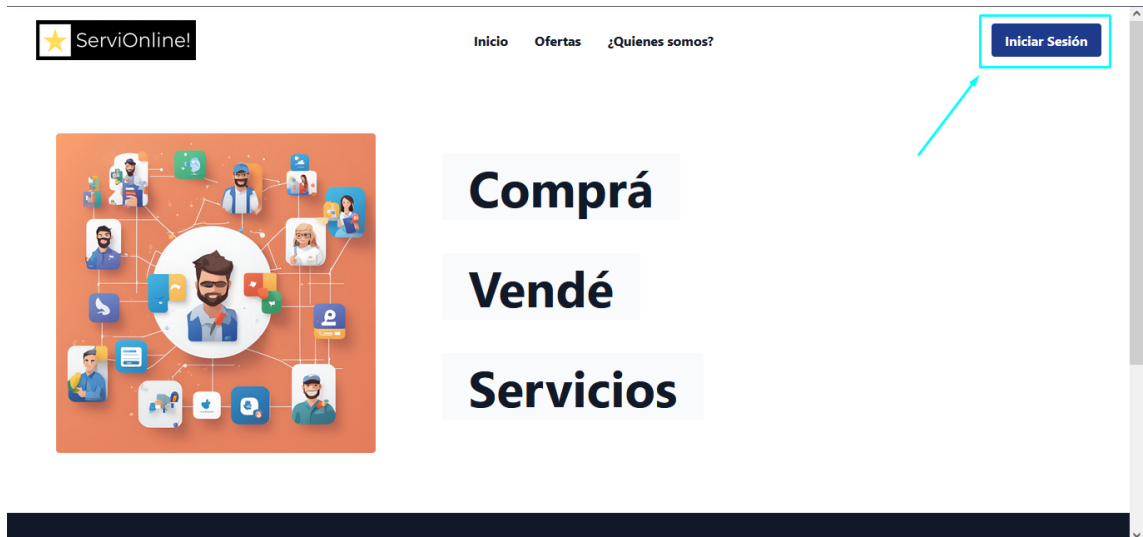 ServiOnline!
Inicio Ofertas ¿Quienes somos?
Iniciar Sesión
Comprá
Vendé
Servicios